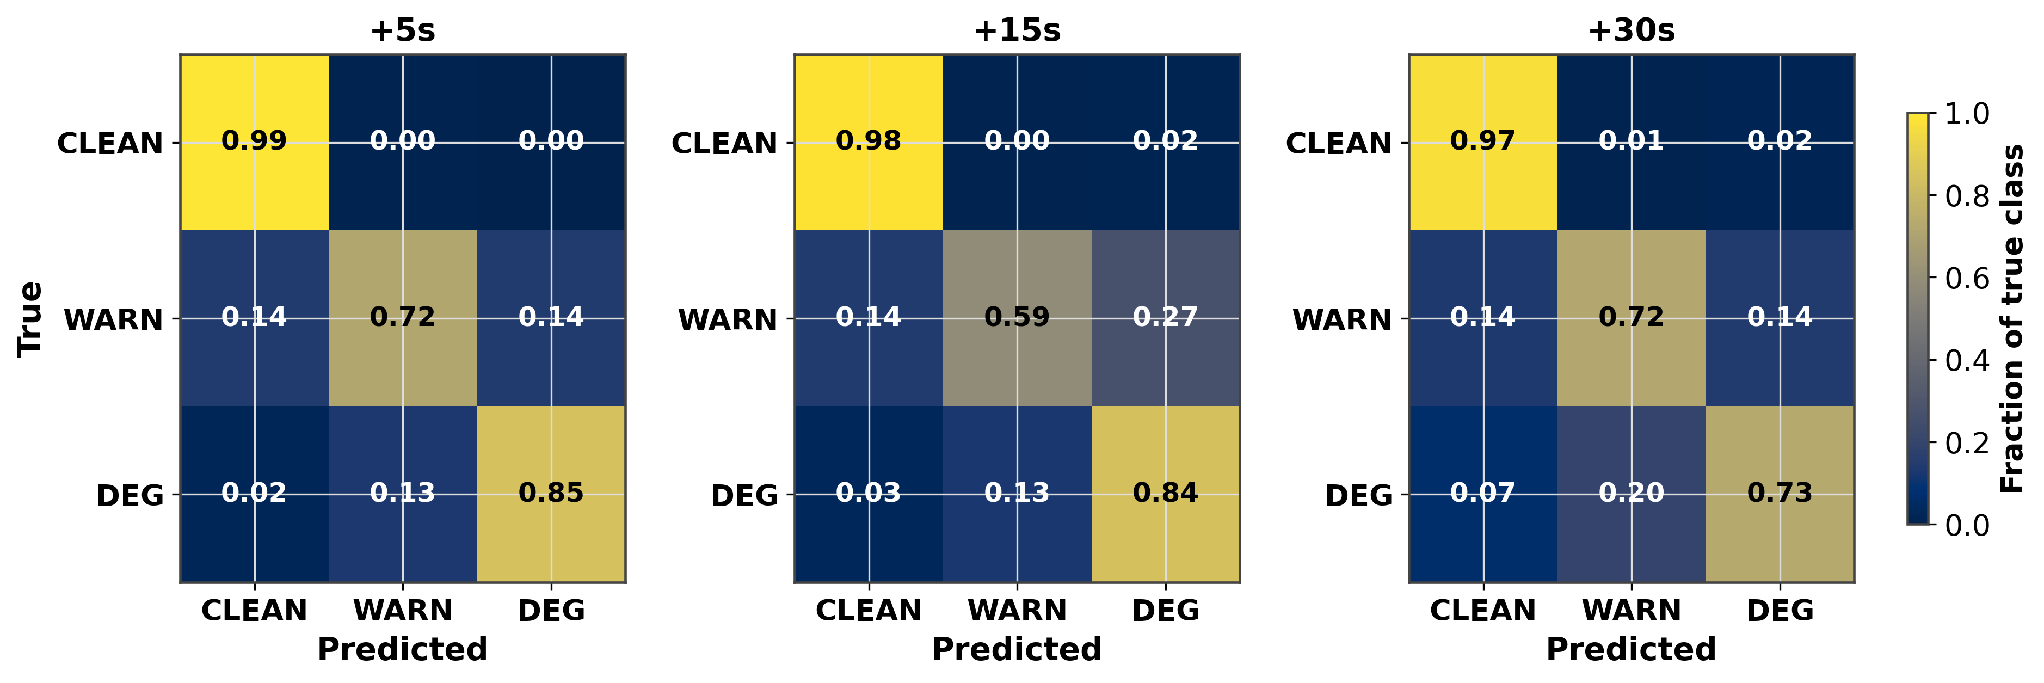 +5s +15s +30s
CLEAN 0.99 0.00 0.00 CLEAN 0.98 0.00 0.02 CLEAN 0.97 0.01 0.02
WARN 0.14 0.72 0.14 WARN 0.14 0.59 0.27 WARN 0.14 0.72 0.14
DEG 0.02 0.13 0.85 DEG 0.03 0.13 0.84 DEG 0.07 0.20 0.73
CLEAN WARN DEG CLEAN WARN DEG CLEAN WARN DEG
Predicted Predicted Predicted
True
1.0
0.8
0.6
0.4
0.2
0.0
Fraction of true class